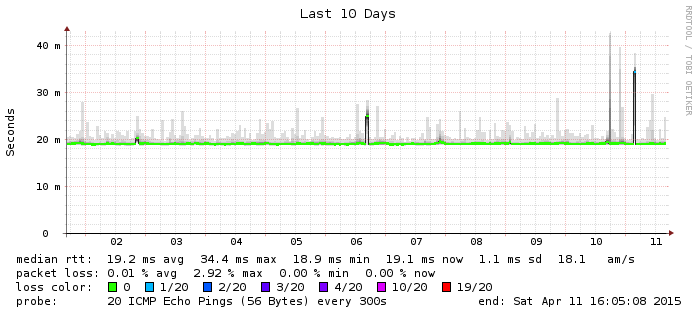 Last 10 Days
RRDTOOL / TOBI OETIKER
Seconds
40 m
30 m
20 m
10 m
0
02 03 04 05 06 07 08 09 10 11
median rtt: 19.2 ms avg 34.4 ms max 18.9 ms min 19.1 ms now 1.1 ms sd 18.1 am/s
packet loss: 0.01 % avg 2.92 % max 0.00 % min 0.00 % now
loss color: 0 1/20 2/20 3/20 4/20 10/20 19/20
probe: 20 ICMP Echo Pings (56 Bytes) every 300s end: Sat Apr 11 16:05:08 2015